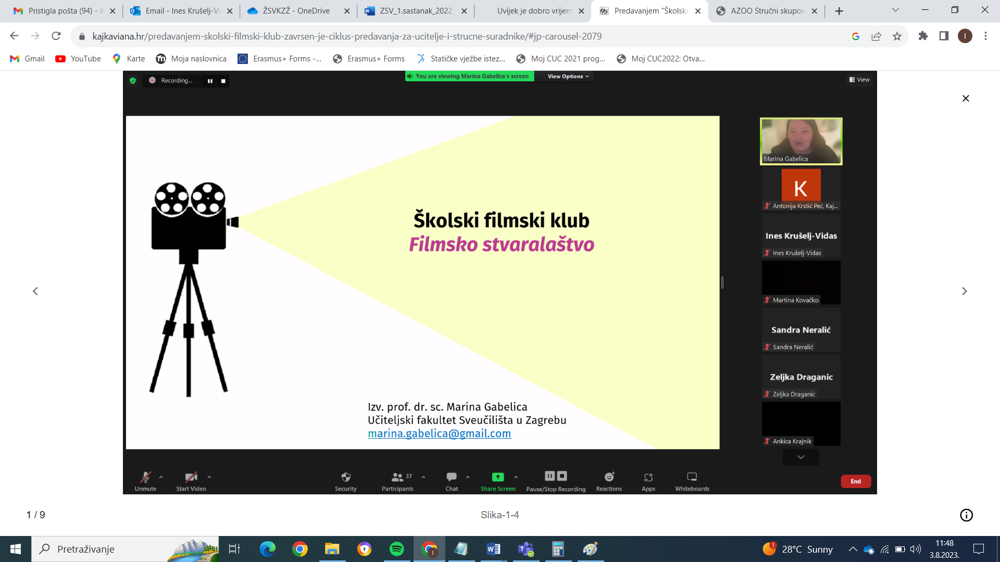 Pristigla pošta (94) - ik
Email - Ines Krušelj-Vi
ŽSVKZŽ - OneDrive
ZSV_1.sastanak_2022_
Uvijek je dobro vrijem
Predavanjem "Školski
AZOO Stručni skupov
kajkaviana.hr/predavanjem-skolski-filmski-klub-zavrsen-je-ciklus-predavanja-za-ucitelje-i-strucne-suradnike/#jp-carousel-2079
I
Gmail
YouTube
Karte
Moja naslovnica
Erasmus+ Forms -...
Erasmus+ Forms
Statičke vježbe istez...
Moj CUC 2021 prog...
Moj CUC2022: Otva...
Recording...
You are viewing Marina Gabelica's screen
View Options
View
Školski filmski klub
Filmsko stvaralaštvo
Izv. prof. dr. sc. Marina Gabelica
Učiteljski fakultet Sveučilišta u Zagrebu
marina.gabelica@gmail.com
Marina Gabelica
K
Antonija Krstić Peć, Kaj...
Ines Krušelj-Vidas
Ines Krušelj-Vidas
Martina Kovačko
Sandra Neralić
Sandra Neralić
Zeljka Draganic
Zeljka Draganic
Ankica Krajnik
Unmute
Start Video
Security
Participants
37
Chat
Share Screen
Pause/Stop Recording
Reactions
Apps
Whiteboards
End
1 / 9
Slika-1-4
Pretraživanje
1
28°C Sunny
11:48
3.8.2023.